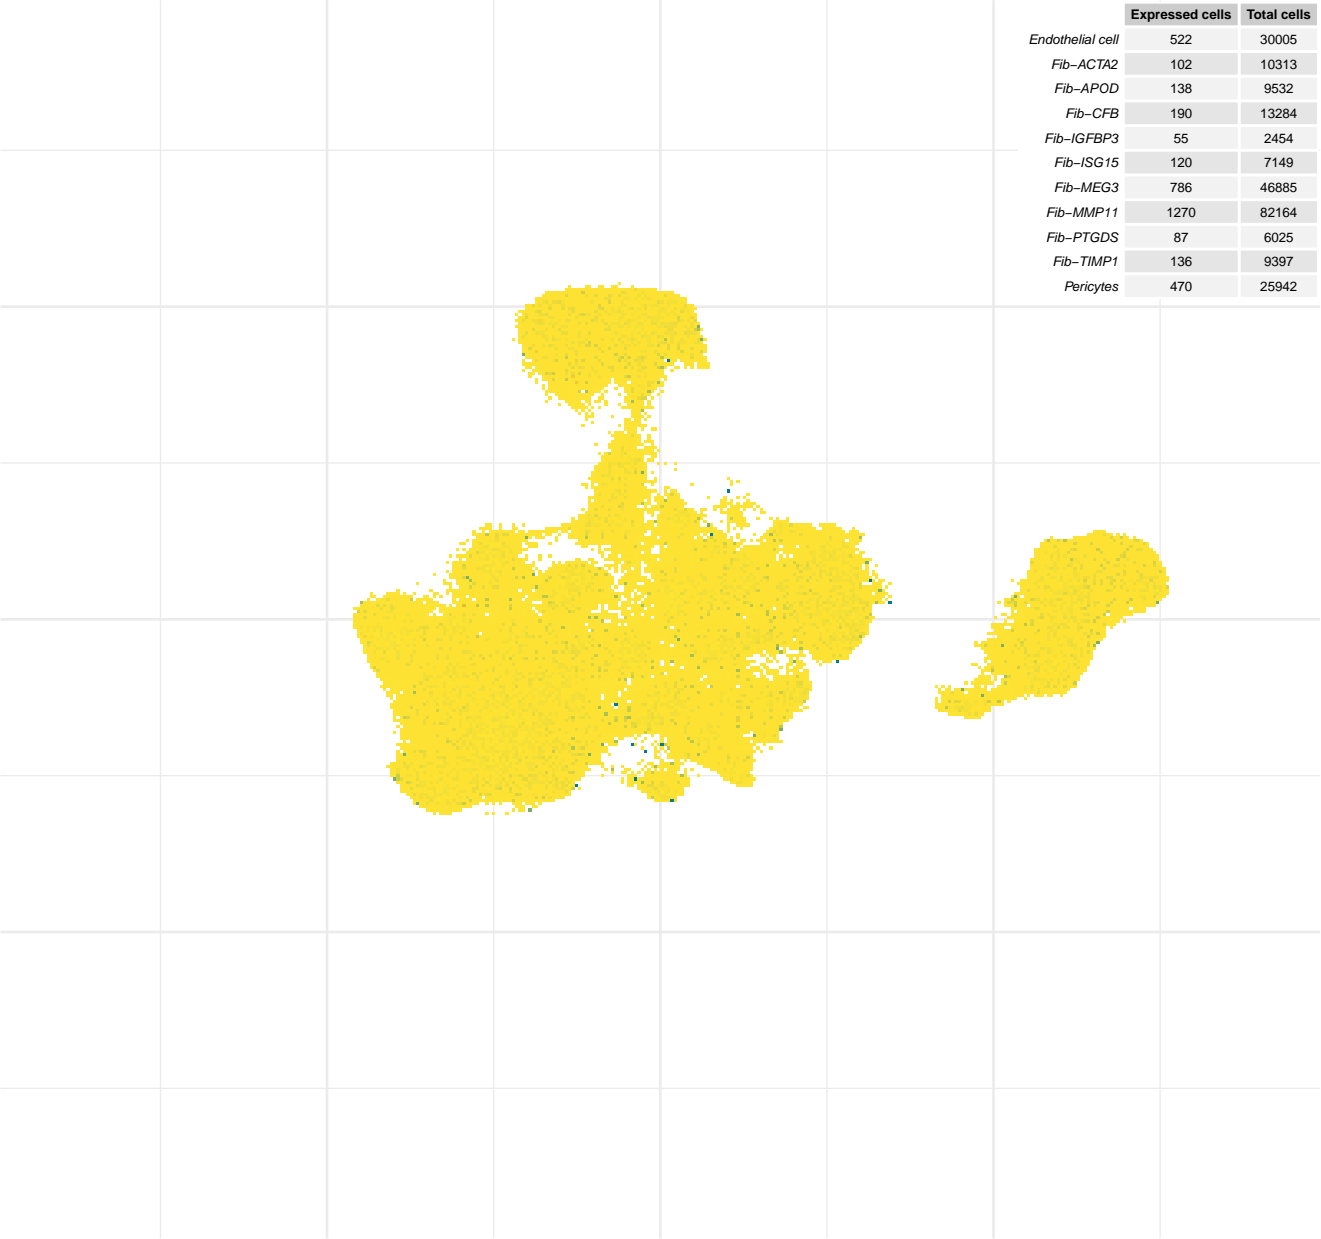 Expressed cells Total cells
Endothelial cell 522 30005
Fib−ACTA2 102 10313
Fib−APOD 138 9532
Fib−CFB 190 13284
Fib−IGFBP3 55 2454
Fib−ISG15 120 7149
Fib−MEG3 786 46885
Fib−MMP11 1270 82164
Fib−PTGDS 87 6025
Fib−TIMP1 136 9397
Pericytes 470 25942